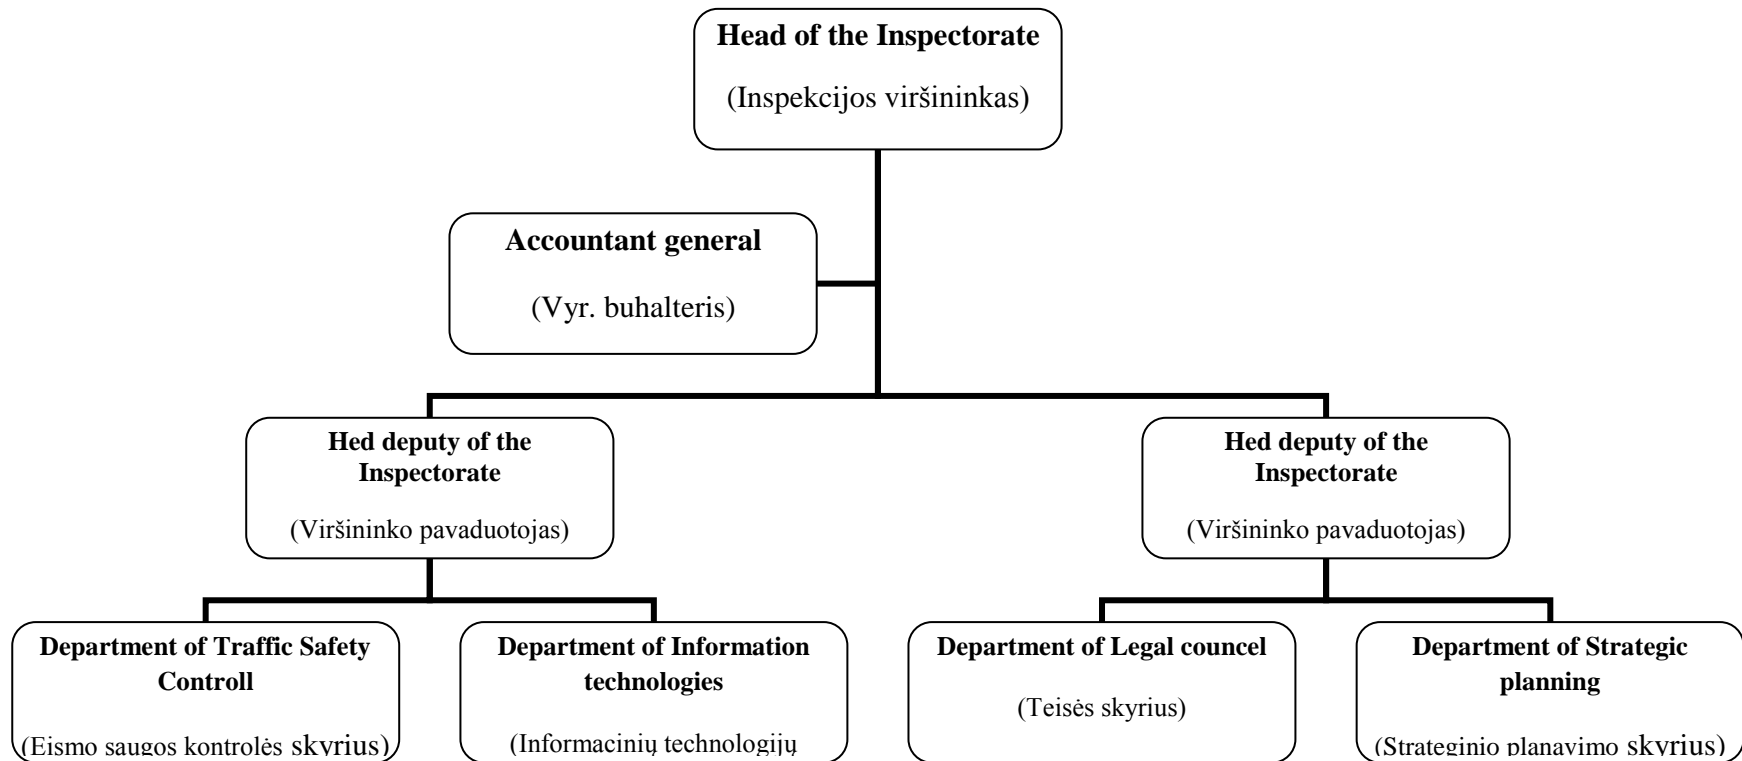 Head of the Inspectorate
(Inspekcijos viršininkas)
Accountant general
(Vyr. buhalteris)
Hed deputy of the
Inspectorate
(Viršininko pavaduotojas)
Hed deputy of the
Inspectorate
(Viršininko pavaduotojas)
Department of Traffic Safety
Controll
(Eismo saugos kontrolės skyrius)
Department of Information
technologies
(Informacinių technologijų
Department of Legal councel
(Teisės skyrius)
Department of Strategic
planning
(Strateginio planavimo skyrius)